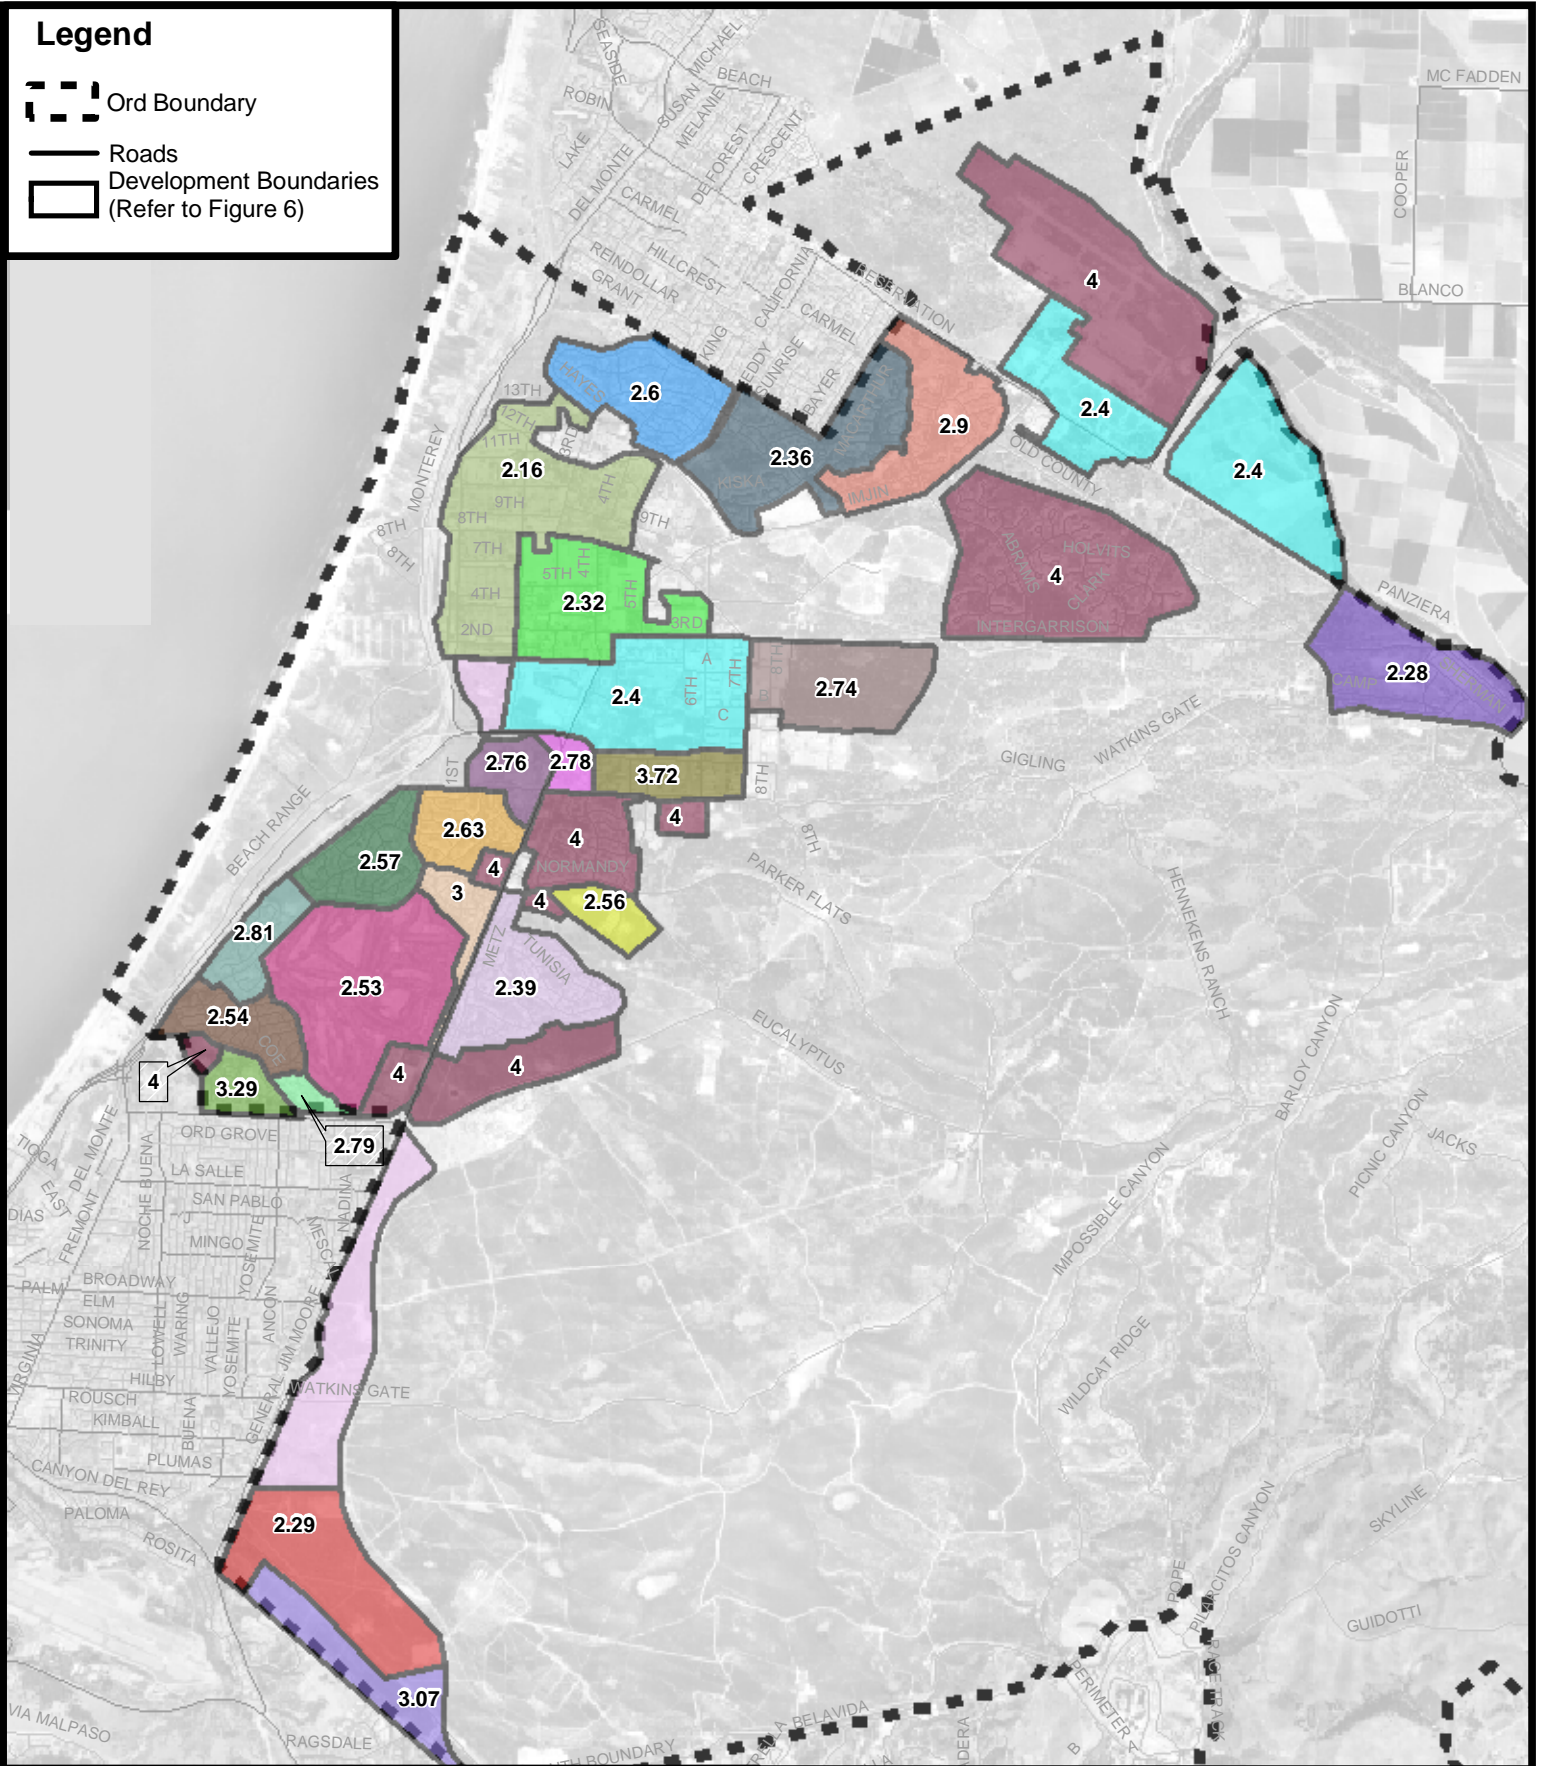 Legend
Ord Boundary
Roads
Development Boundaries
(Refer to Figure 6)
SEASIDE
MICHAEL
SUSAN
BEACH
MC FADDEN
ROBIN
MELANIE
LAKE
DEL MONTE
DEFOREST
CRESCENT
COOPER
CARMEL
HILLCREST
REINDOLLAR
GRANT
CALIFORNIA
RESERVATION
4
BLANCO
CARMEL
KING
EDDY
SUNRISE
BAYER
HAYES
2.6
13TH
12TH
11TH
3RD
2.4
2.9
OLD COUNTY
2.16
2.36
2.4
MONTEREY
4TH
9TH
9TH
8TH
8TH
8TH
IMJIN
7TH
5TH
4TH
5TH
2.32
4TH
2ND
3RD
ABRAMS
HOLVITS
4
CLARK
INTERGARRISON
PANZIERA
A
7TH
8TH
6TH
2.4
B
C
2.74
2.28
CAMP
SHERMAN
WATKINS GATE
GIGLING
1ST
2.76
2.78
3.72
8TH
BEACH RANGE
2.63
4
4
8TH
2.57
4
NORMANDY
PARKER FLATS
HENNEKENS RANCH
3
4
2.56
2.81
METZ
TUNISIA
2.53
2.39
2.54
COE
EUCALYPTUS
BARLOY CANYON
4
4
4
3.29
2.79
ORD GROVE
PICNIC CANYON
JACKS
TIOGA
DEL MONTE
EAST
NOCHE BUENA
LA SALLE
SAN PABLO
NADINA
IMPOSSIBLE CANYON
DIAS
FREMONT
MINGO
YOSEMITE
MESCA
BROADWAY
PALM
ELM
SONOMA
TRINITY
LOWELL
WARING
VALLEJO
YOSEMITE
ANCON
GENERAL JIM MOORE
VIRGINIA
WILDCAT RIDGE
HILBY
WATKINS GATE
ROUSCH
KIMBALL
BUENA
PLUMAS
CANYON DEL REY
PALOMA
ROSITA
2.29
SKYLINE
PILARCITOS CANYON
POPE
GUIDOTTI
RACE TRACK
PERIMETER
3.07
VIA MALPASO
RAGSDALE
BELAVIDA
A
B